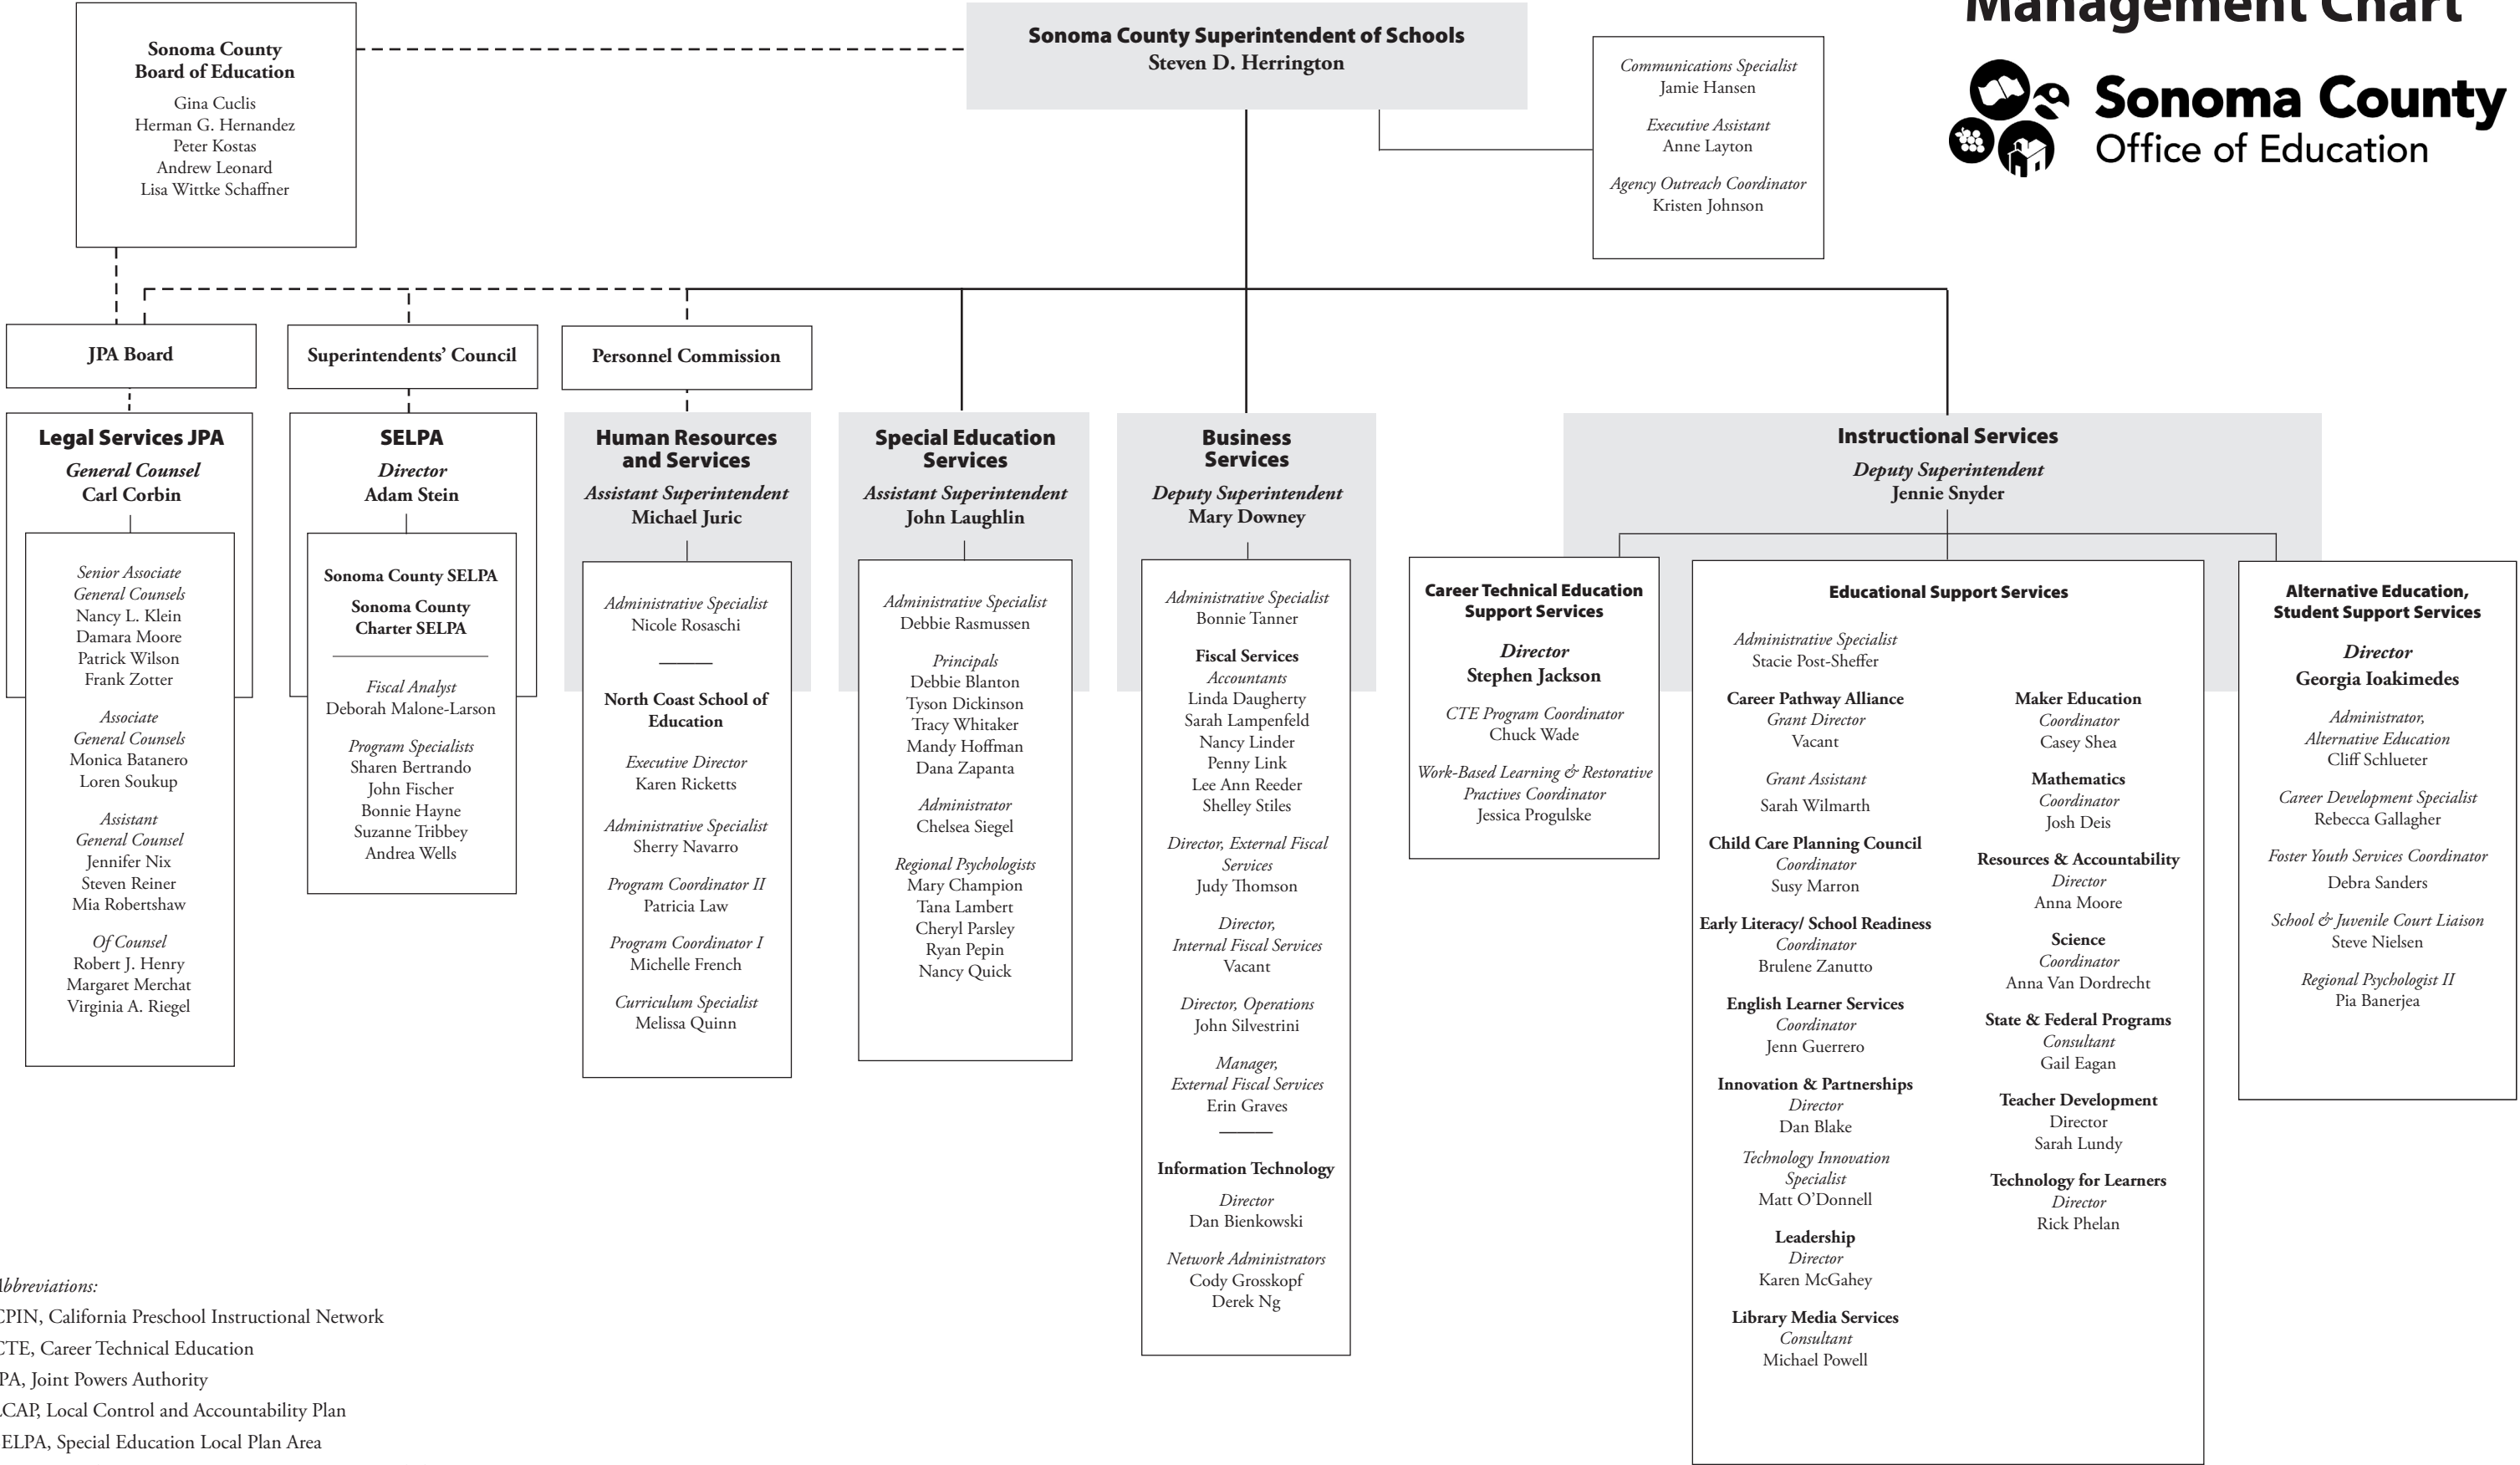 Management Chart
Sonoma County
Office of Education
Sonoma County Superintendent of Schools
Steven D. Herrington
Sonoma County
Board of Education
Gina Cuclis
Herman G. Hernandez
Peter Kostas
Andrew Leonard
Lisa Wittke Schaffner
Communications Specialist
Jamie Hansen
Executive Assistant
Anne Layton
Agency Outreach Coordinator
Kristen Johnson
JPA Board
Superintendents’ Council
Personnel Commission
Legal Services JPA
General Counsel
Carl Corbin
Senior Associate
General Counsels
Nancy L. Klein
Damara Moore
Patrick Wilson
Frank Zotter
Associate
General Counsels
Monica Batanero
Loren Soukup
Assistant
General Counsel
Jennifer Nix
Steven Reiner
Mia Robertshaw
Of Counsel
Robert J. Henry
Margaret Merchat
Virginia A. Riegel
SELPA
Director
Adam Stein
Sonoma County SELPA
Sonoma County
Charter SELPA
Fiscal Analyst
Deborah Malone-Larson
Program Specialists
Sharen Bertrando
John Fischer
Bonnie Hayne
Suzanne Tribbey
Andrea Wells
Human Resources
and Services
Assistant Superintendent
Michael Juric
Administrative Specialist
Nicole Rosaschi
North Coast School of
Education
Executive Director
Karen Ricketts
Administrative Specialist
Sherry Navarro
Program Coordinator II
Patricia Law
Program Coordinator I
Michelle French
Curriculum Specialist
Melissa Quinn
Special Education
Services
Assistant Superintendent
John Laughlin
Administrative Specialist
Debbie Rasmussen
Principals
Debbie Blanton
Tyson Dickinson
Tracy Whitaker
Mandy Hoffman
Dana Zapanta
Administrator
Chelsea Siegel
Regional Psychologists
Mary Champion
Tana Lambert
Cheryl Parsley
Ryan Pepin
Nancy Quick
Business
Services
Deputy Superintendent
Mary Downey
Administrative Specialist
Bonnie Tanner
Fiscal Services
Accountants
Linda Daugherty
Sarah Lampenfeld
Nancy Linder
Penny Link
Lee Ann Reeder
Shelley Stiles
Director, External Fiscal
Services
Judy Thomson
Director,
Internal Fiscal Services
Vacant
Director, Operations
John Silvestrini
Manager,
External Fiscal Services
Erin Graves
Information Technology
Director
Dan Bienkowski
Network Administrators
Cody Grosskopf
Derek Ng
Instructional Services
Deputy Superintendent
Jennie Snyder
Career Technical Education
Support Services
Director
Stephen Jackson
CTE Program Coordinator
Chuck Wade
Work-Based Learning & Restorative
Practives Coordinator
Jessica Progulske
Educational Support Services
Administrative Specialist
Stacie Post-Sheffer
Career Pathway Alliance
Grant Director
Vacant
Grant Assistant
Sarah Wilmarth
Child Care Planning Council
Coordinator
Susy Marron
Early Literacy/ School Readiness
Coordinator
Brulene Zanutto
English Learner Services
Coordinator
Jenn Guerrero
Innovation & Partnerships
Director
Dan Blake
Technology Innovation
Specialist
Matt O’Donnell
Leadership
Director
Karen McGahey
Library Media Services
Consultant
Michael Powell
Maker Education
Coordinator
Casey Shea
Mathematics
Coordinator
Josh Deis
Resources & Accountability
Director
Anna Moore
Science
Coordinator
Anna Van Dordrecht
State & Federal Programs
Consultant
Gail Eagan
Teacher Development
Director
Sarah Lundy
Technology for Learners
Director
Rick Phelan
Alternative Education,
Student Support Services
Director
Georgia Ioakimedes
Administrator,
Alternative Education
Cliff Schlueter
Career Development Specialist
Rebecca Gallagher
Foster Youth Services Coordinator
Debra Sanders
School & Juvenile Court Liaison
Steve Nielsen
Regional Psychologist II
Pia Banerjea
Abbreviations:
CPIN, California Preschool Instructional Network
CTE, Career Technical Education
JPA, Joint Powers Authority
LCAP, Local Control and Accountability Plan
SELPA, Special Education Local Plan Area